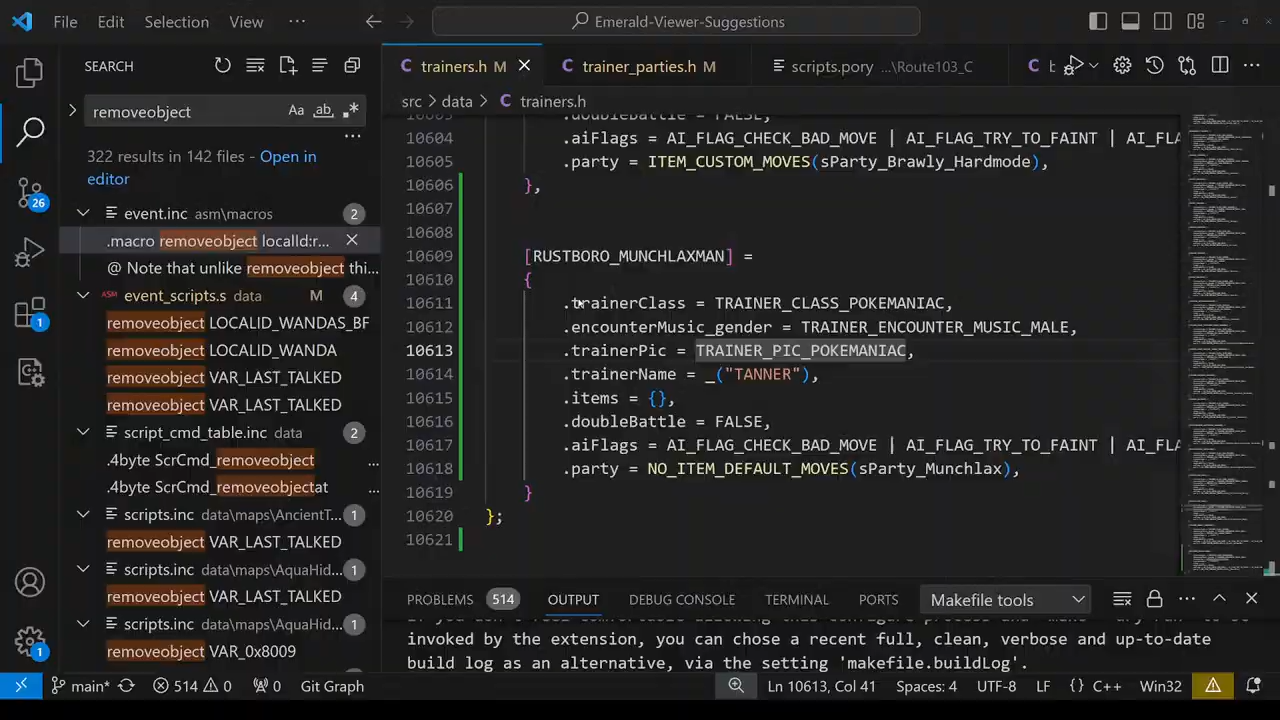 File Edit Selection View ··· Emerald-Viewer-Suggestions
SEARCH
removeobject Aa ab
322 results in 142 files - Open in
editor
event.inc asm\macros 2
.macro removeobject localId:r...
@ Note that unlike removeobject thi...
ASM event_scripts.s data M 4
removeobject LOCALID_WANDAS_BF
removeobject LOCALID_WANDA
removeobject VAR_LAST_TALKED
removeobject VAR_LAST_TALKED
script_cmd_table.inc data 2
.4byte ScrCmd_removeobject ...
.4byte ScrCmd_removeobjectat ...
scripts.inc data\maps\AncientT... 1
removeobject VAR_LAST_TALKED
scripts.inc data\maps\AquaHid... 1
removeobject VAR_LAST_TALKED
scripts.inc data\maps\AquaHid... 1
removeobject VAR_0x8009
26
1
1
C trainers.h M C trainer_parties.h M scripts.pory ...\Route103_C C t
src > data > C trainers.h
10603 .doubleBattle = FALSE,
10604 .aiFlags = AI_FLAG_CHECK_BAD_MOVE | AI_FLAG_TRY_TO_FAINT | AI_FLA
10605 .party = ITEM_CUSTOM_MOVES(sParty_Brawly_Hardmode),
10606 },
10607
10608
10609 [RUSTBORO_MUNCHLAXMAN] =
10610 {
10611 .trainerClass = TRAINER_CLASS_POKEMANIAC,
10612 .encounterMusic_gender = TRAINER_ENCOUNTER_MUSIC_MALE,
10613 .trainerPic = TRAINER_PIC_POKEMANIAC,
10614 .trainerName = _("TANNER"),
10615 .items = {},
10616 .doubleBattle = FALSE,
10617 .aiFlags = AI_FLAG_CHECK_BAD_MOVE | AI_FLAG_TRY_TO_FAINT | AI_FLA
10618 .party = NO_ITEM_DEFAULT_MOVES(sParty_Munchlax),
10619 }
10620 };
10621
PROBLEMS 514 OUTPUT DEBUG CONSOLE TERMINAL PORTS Makefile tools
invoked by the extension, you can chose a recent full, clean, verbose and up-to-date
build log as an alternative, via the setting 'makefile.buildLog'.
main* 514 0 0 Git Graph Ln 10613, Col 41 Spaces: 4 UTF-8 LF {} C++ Win32